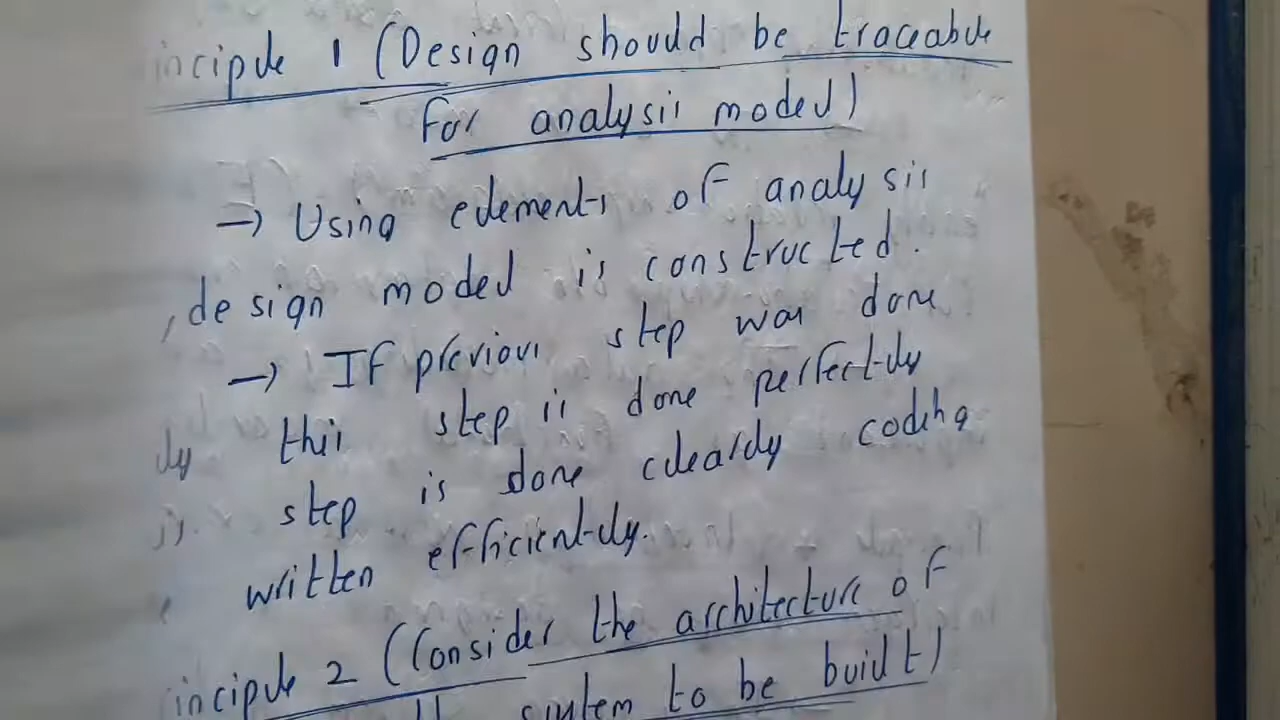 inciple 1 (Design should be traceable
for analysis model)
→ Using elements of analysis
design model is constructed.
→ If previous step was done
ly this step is done perfectly
step is done clearly coding
written efficiently.
inciple 2 (Consider the architecture of
system to be built)